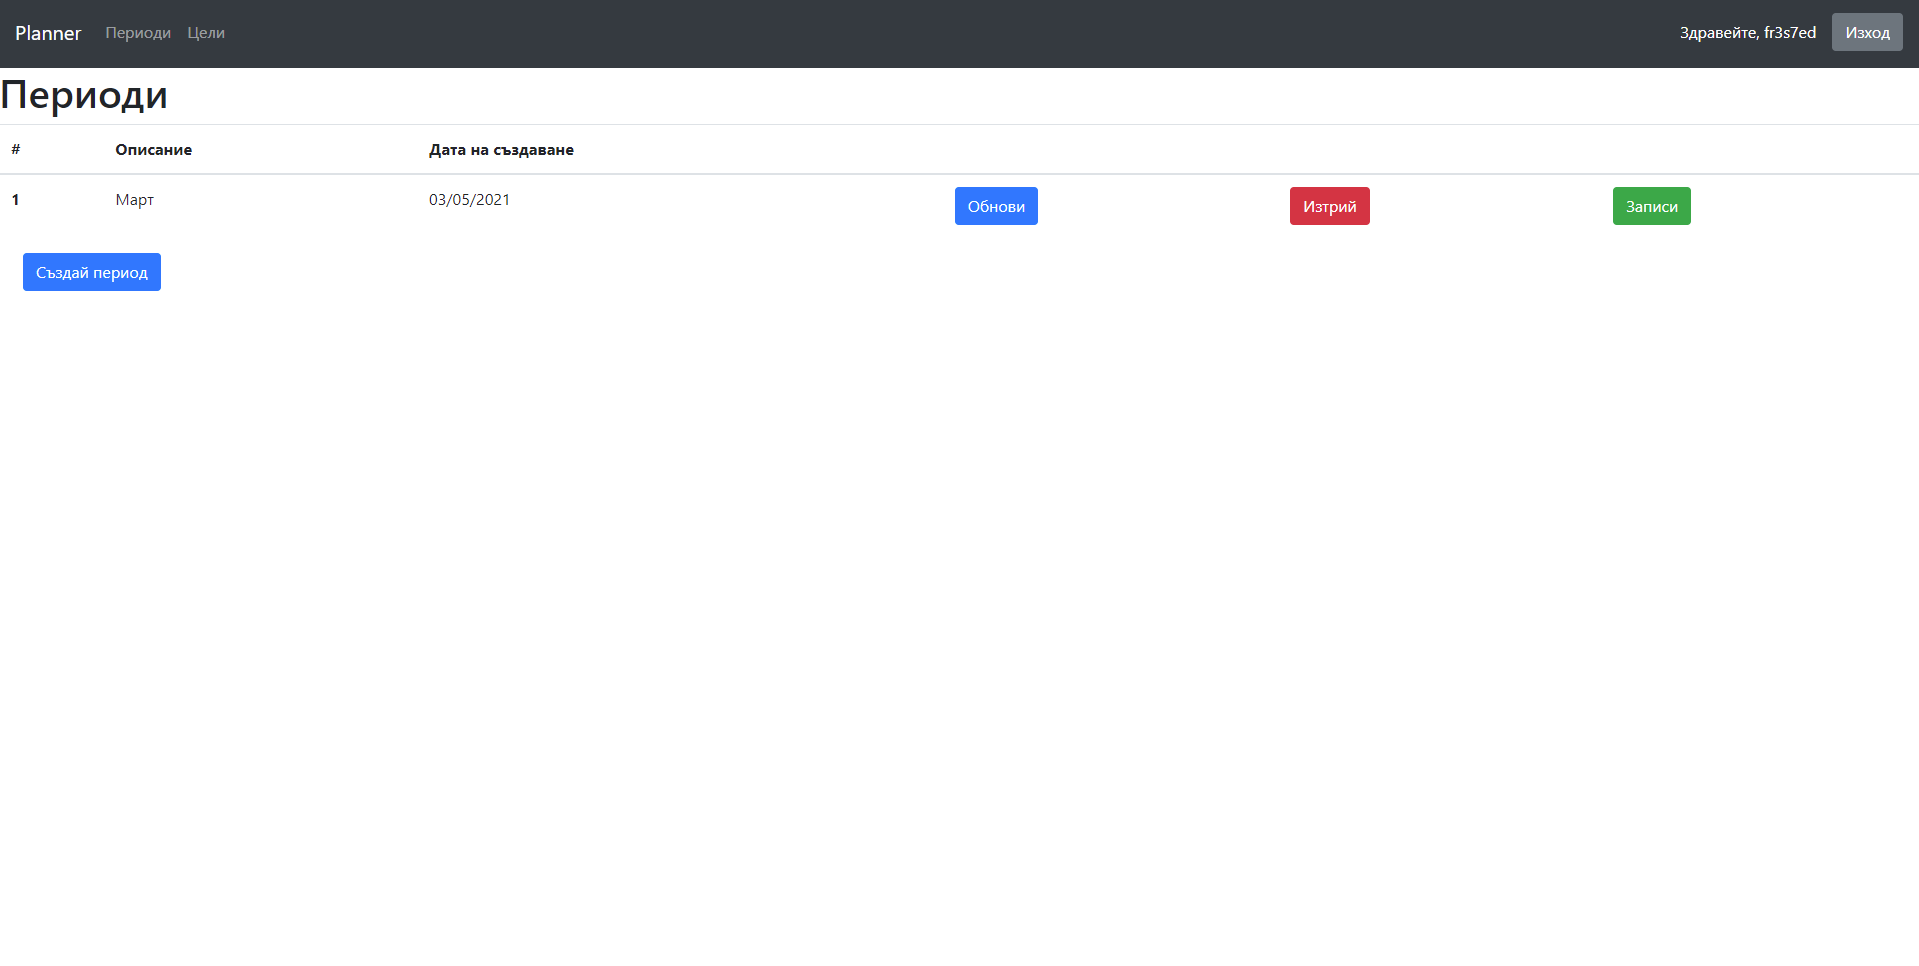 Planner Периоди Цели Здравейте, fr3s7ed Изход
Периоди
# Описание Дата на създаване
1 Март 03/05/2021 Обнови Изтрий Записи
Създай период